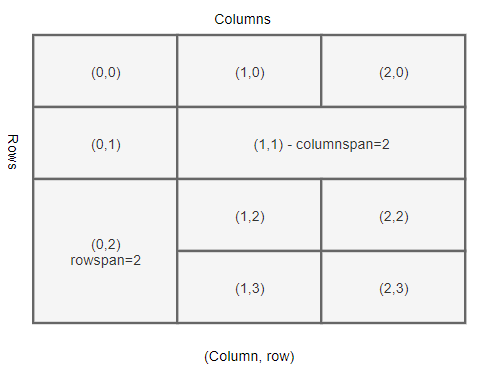 Columns
(0,0)
(1,0)
(2,0)
Rows
(0,1)
(1,1) - columnspan=2
(0,2)
rowspan=2
(1,2)
(2,2)
(1,3)
(2,3)
(Column, row)